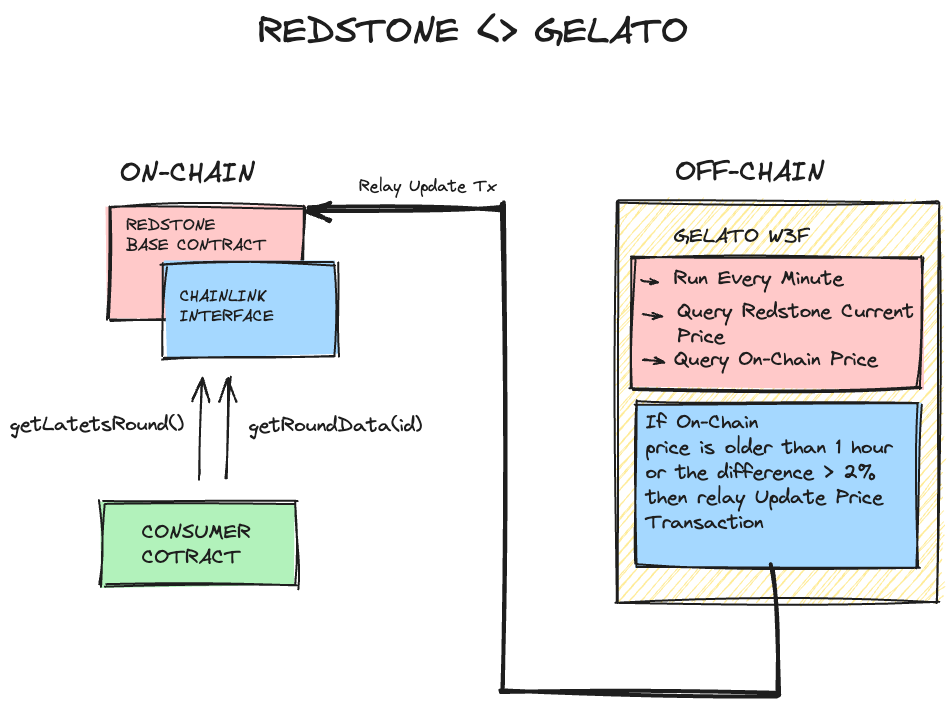 REDSTONE <> GELATO
ON-CHAIN
Relay Update Tx
REDSTONE
BASE CONTRACT
CHAINLINK
INTERFACE
getLatetsRound()
getRoundData(id)
CONSUMER
COTRACT
OFF-CHAIN
GELATO W3F
→ Run Every Minute
→ Query Redstone Current
Price
→ Query On-Chain Price
If On-Chain
price is older than 1 hour
or the difference > 2%
then relay Update Price
Transaction